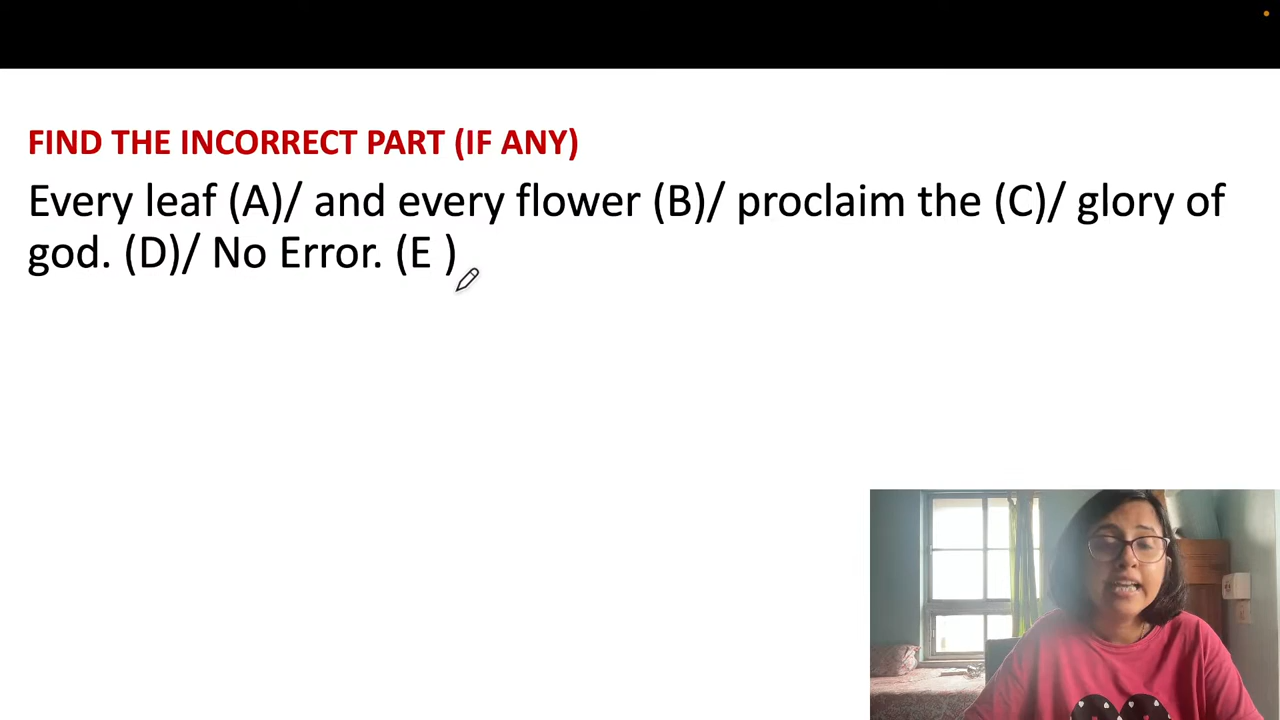 FIND THE INCORRECT PART (IF ANY)
Every leaf (A)/ and every flower (B)/ proclaim the (C)/ glory of
god. (D)/ No Error. (E )